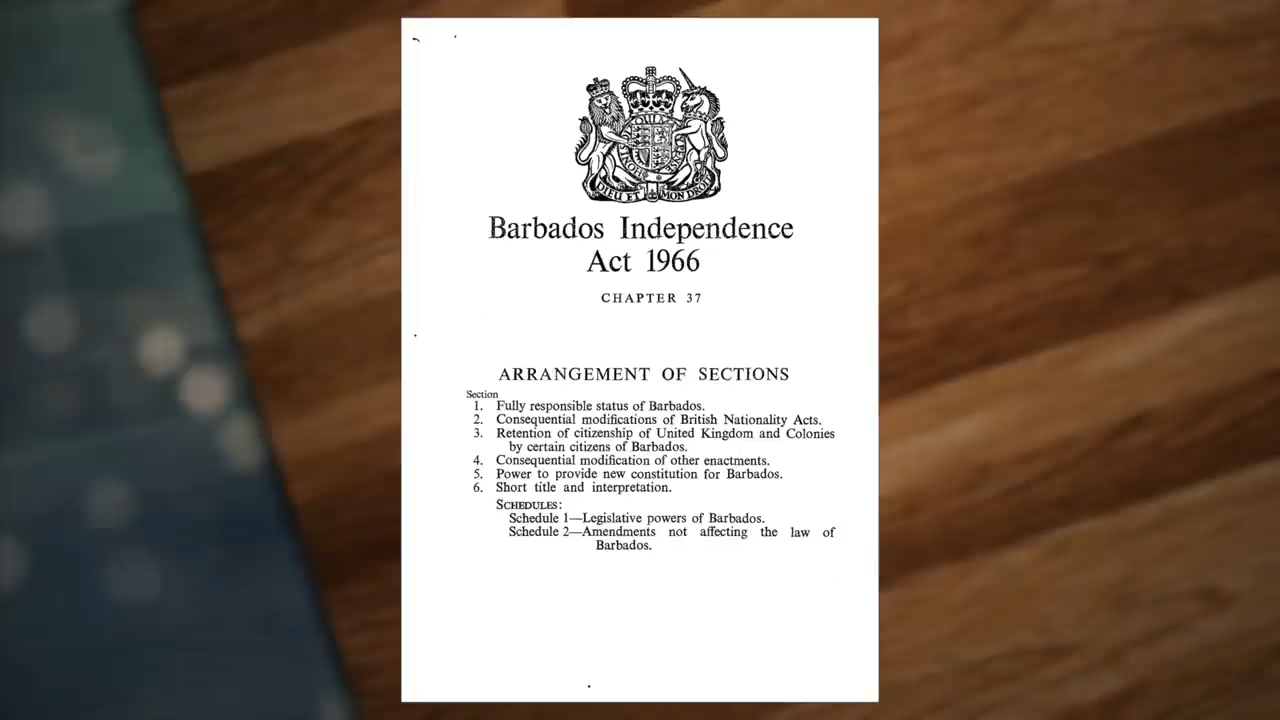 DIEU ET MON DROIT
Barbados Independence
Act 1966
CHAPTER 37
ARRANGEMENT OF SECTIONS
Section
1. Fully responsible status of Barbados.
2. Consequential modifications of British Nationality Acts.
3. Retention of citizenship of United Kingdom and Colonies
by certain citizens of Barbados.
4. Consequential modification of other enactments.
5. Power to provide new constitution for Barbados.
6. Short title and interpretation.
SCHEDULES:
Schedule 1—Legislative powers of Barbados.
Schedule 2—Amendments not affecting the law of
Barbados.